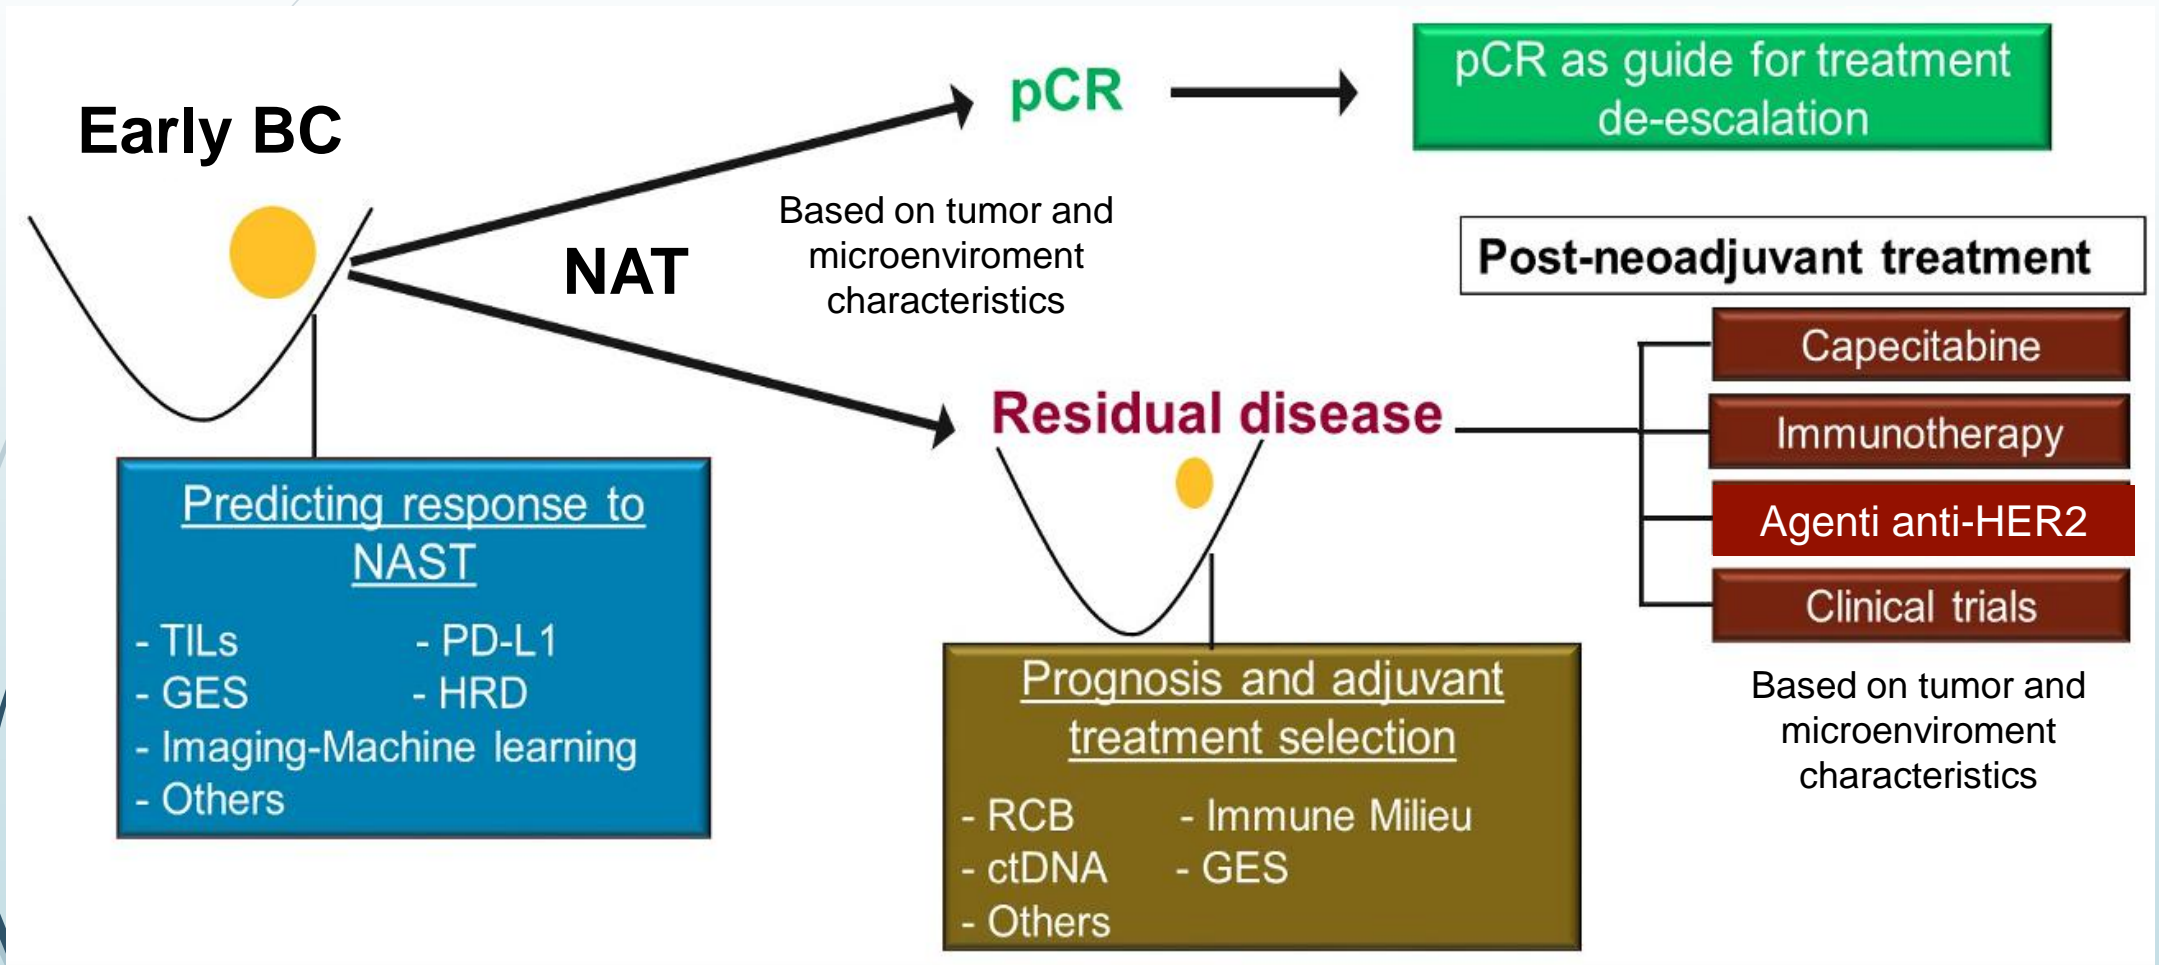 Early BC
NAT
pCR
pCR as guide for treatment
de-escalation
Based on tumor and
microenviroment
characteristics
Predicting response to
NAST
- TILs - PD-L1
- GES - HRD
- Imaging-Machine learning
- Others
Residual disease
Prognosis and adjuvant
treatment selection
- RCB - Immune Milieu
- ctDNA - GES
- Others
Post-neoadjuvant treatment
Capecitabine
Immunotherapy
Agenti anti-HER2
Clinical trials
Based on tumor and
microenviroment
characteristics